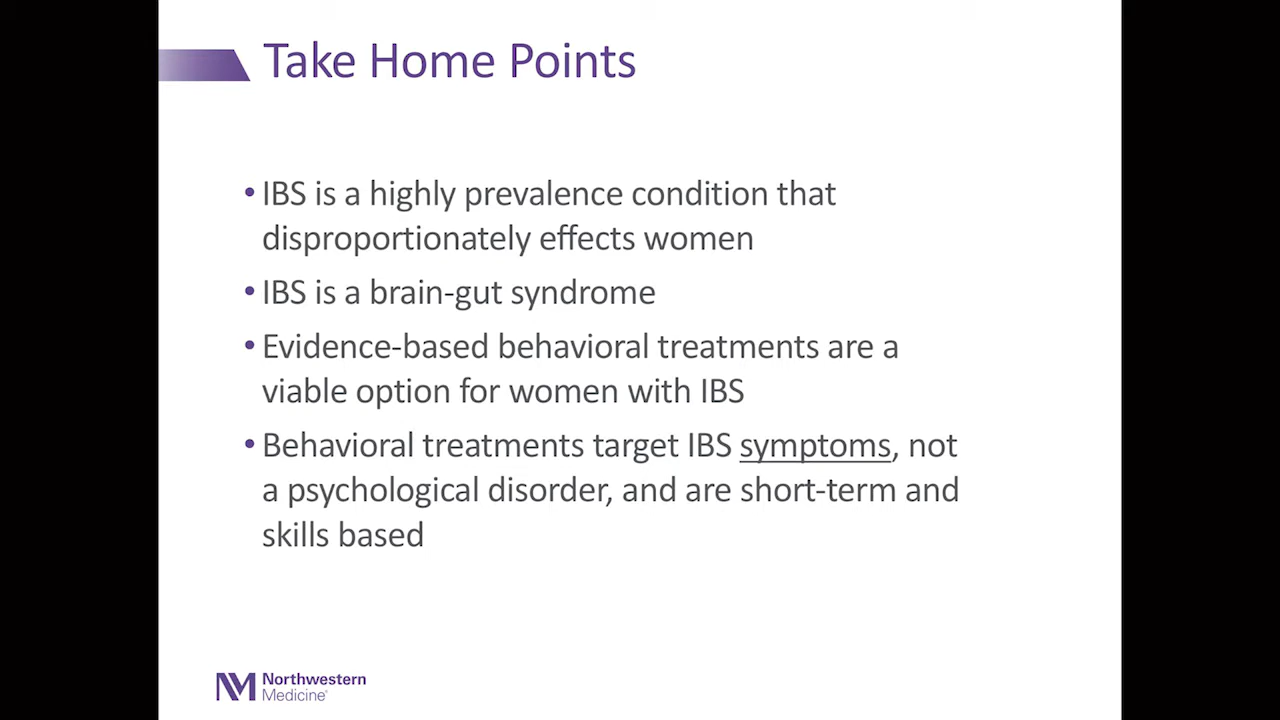 Take Home Points
• IBS is a highly prevalence condition that
disproportionately effects women
• IBS is a brain-gut syndrome
• Evidence-based behavioral treatments are a
viable option for women with IBS
• Behavioral treatments target IBS symptoms, not
a psychological disorder, and are short-term and
skills based
NM Northwestern
Medicine®